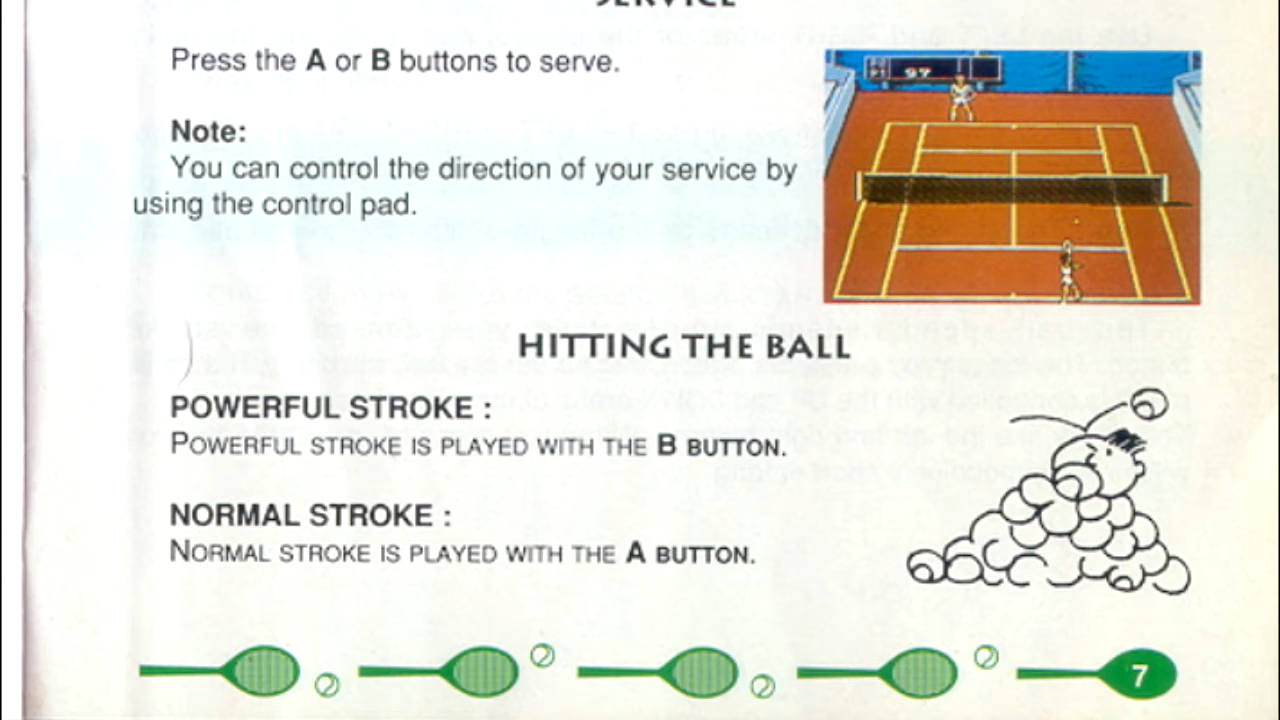 SERVICE
Press the A or B buttons to serve.
Note:
You can control the direction of your service by
using the control pad.
HITTING THE BALL
POWERFUL STROKE :
POWERFUL STROKE IS PLAYED WITH THE B BUTTON.
NORMAL STROKE :
NORMAL STROKE IS PLAYED WITH THE A BUTTON.
7